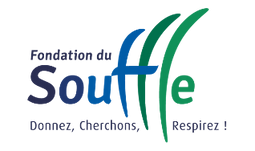 Fondation du
Souffle
Donnez, Cherchons, Respirez !